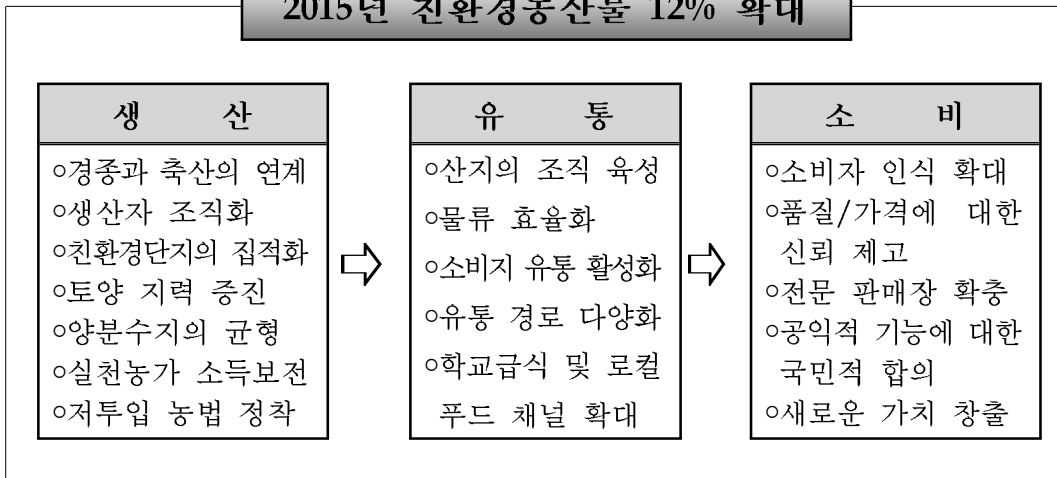 2015년 친환경농산물 12% 확대
생 산
○경종과 축산의 연계
○생산자 조직화
○친환경단지의 집적화
○토양 지력 증진
○양분수지의 균형
○실천농가 소득보전
○저투입 농법 정착
유 통
○산지의 조직 육성
○물류 효율화
○소비지 유통 활성화
○유통 경로 다양화
○학교급식 및 로컬
푸드 채널 확대
소 비
○소비자 인식 확대
○품질/가격에 대한
신뢰 제고
○전문 판매장 확충
○공익적 기능에 대한
국민적 합의
○새로운 가치 창출